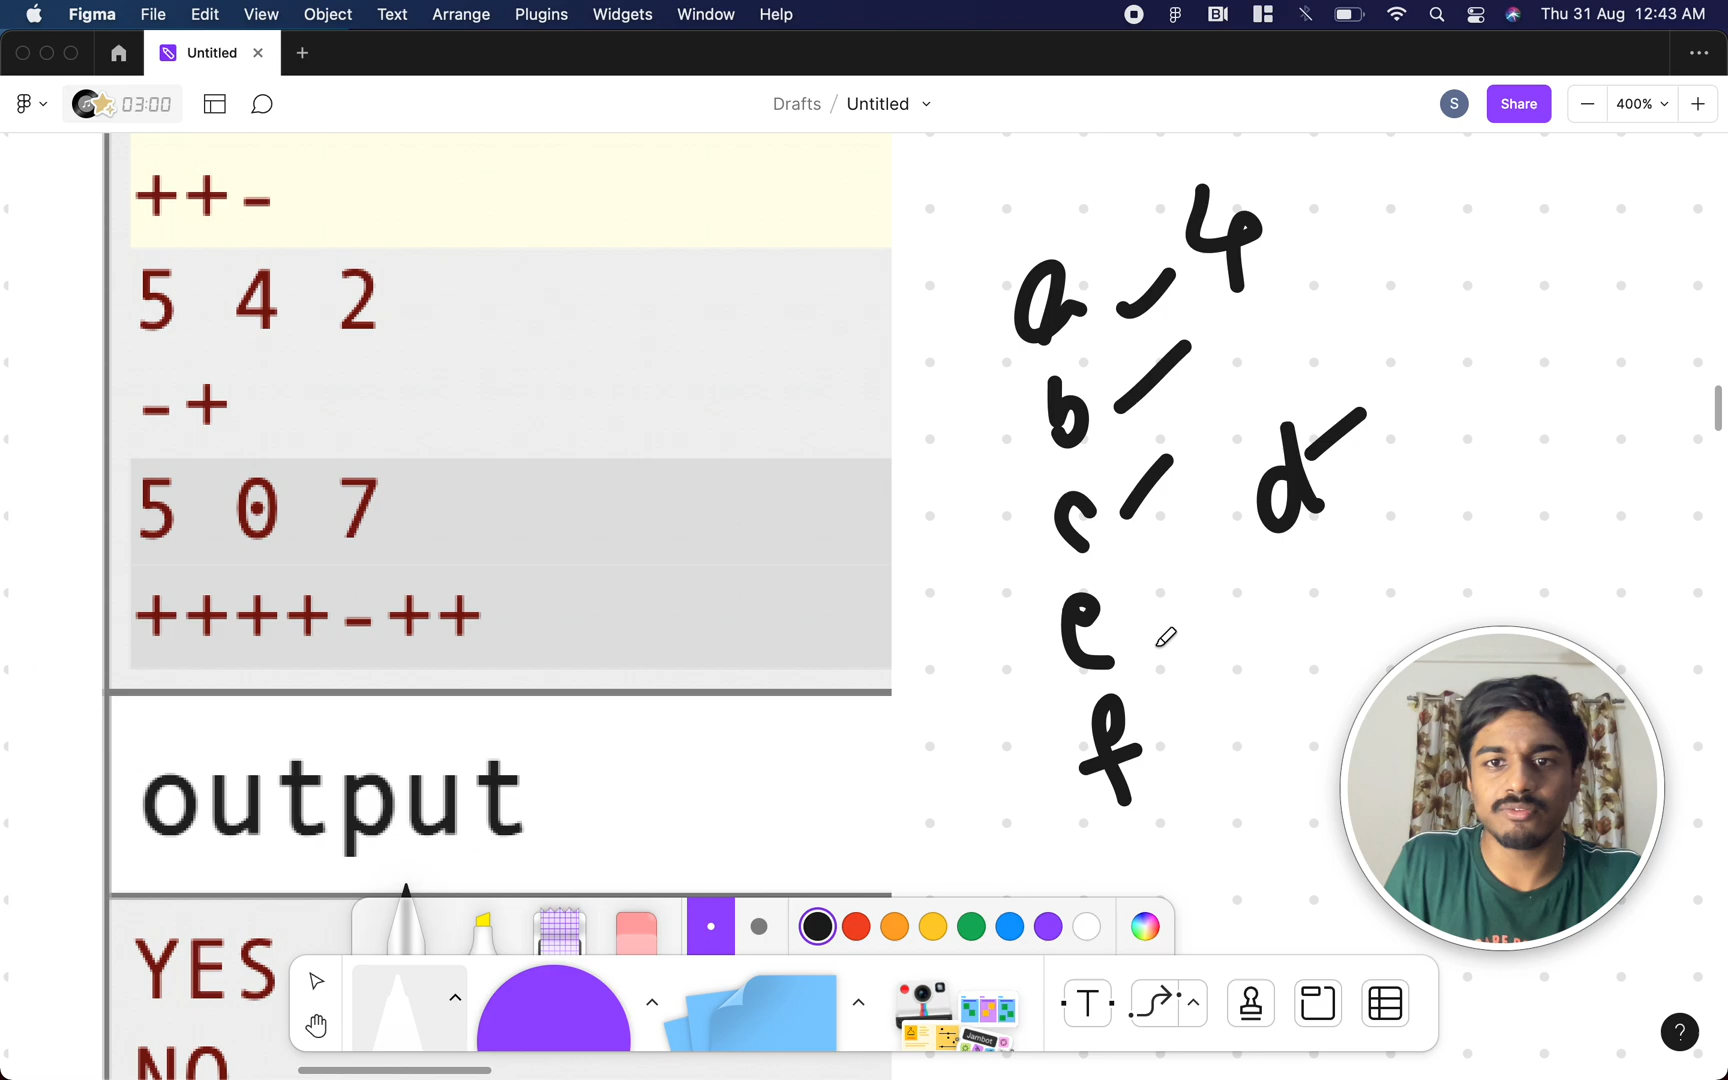 Figma File Edit View Object Text Arrange Plugins Widgets Window Help Thu 31 Aug 12:43 AM
Untitled
03:00 Drafts / Untitled S Share 400%
++-
5 4 2
-+
5 0 7
++++-++
output
YES
NO
4
a
b
c d
e
f
T
Jambot
?